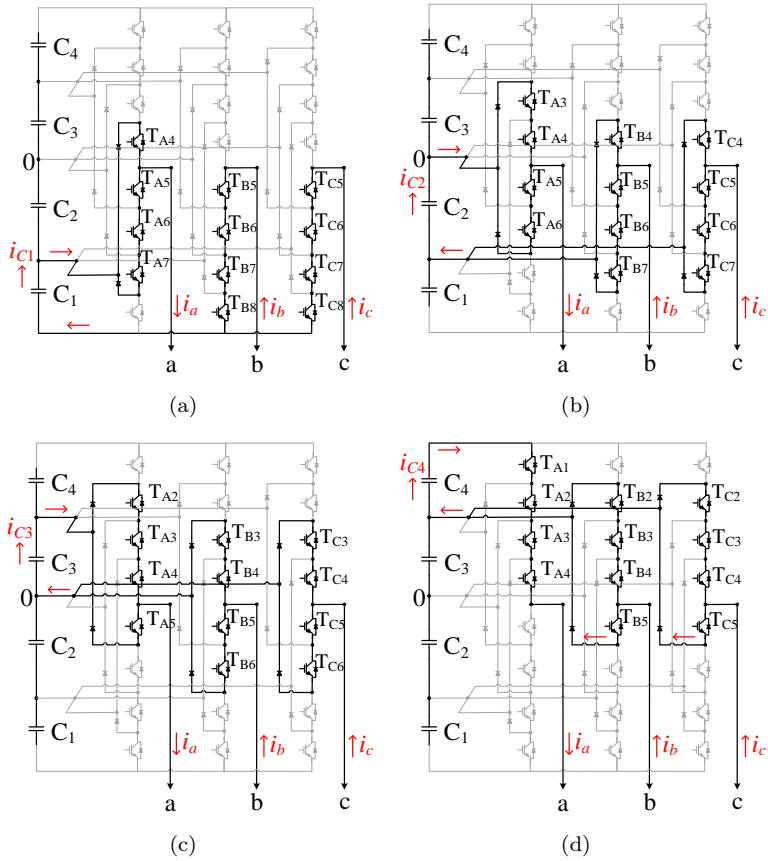 C4
C3
TA4
0
TA5 TB5 TC5
C2
TA6 TB6 TC6
iC1
TA7 TB7 TC7
C1
TB8 TC8
ia ib ic
a b c
(a)
C4
TA3
C3
TA4 TB4 TC4
0
iC2
TA5 TB5 TC5
C2
TA6 TB6 TC6
TB7 TC7
C1
ia ib ic
a b c
(b)
C4
TA2
iC3
TA3 TB3 TC3
C3
TA4 TB4 TC4
0
TA5 TB5
C2
TB6 TC6
C1
ia ib ic
a b c
(c)
iC4
TA1
C4
TA2 TB2 TC2
TA3 TB3 TC3
C3
TA4 TB4 TC4
0
TB5 TC5
C2
C1
ia ib ic
a b c
(d)